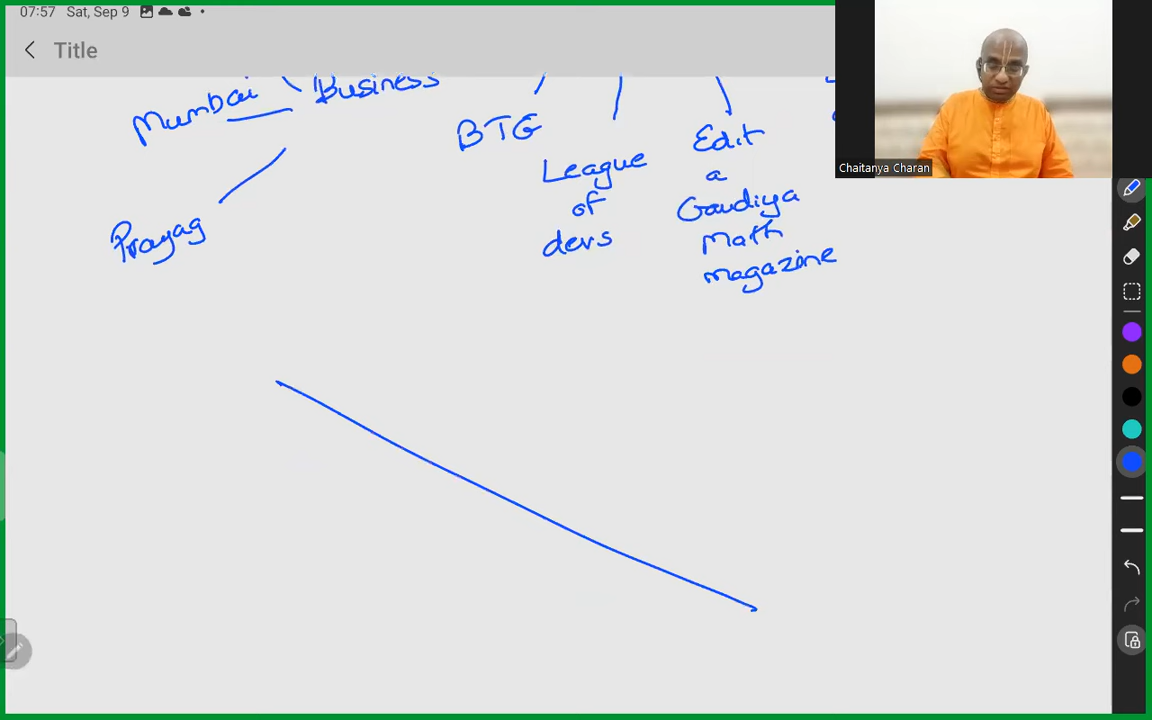 07:57 Sat, Sep 9
Title
Mumbai
Business
BTG
Edit
a
Gaudiya
Math
magazine
League
of
devs
Prayag
Chaitanya Charan